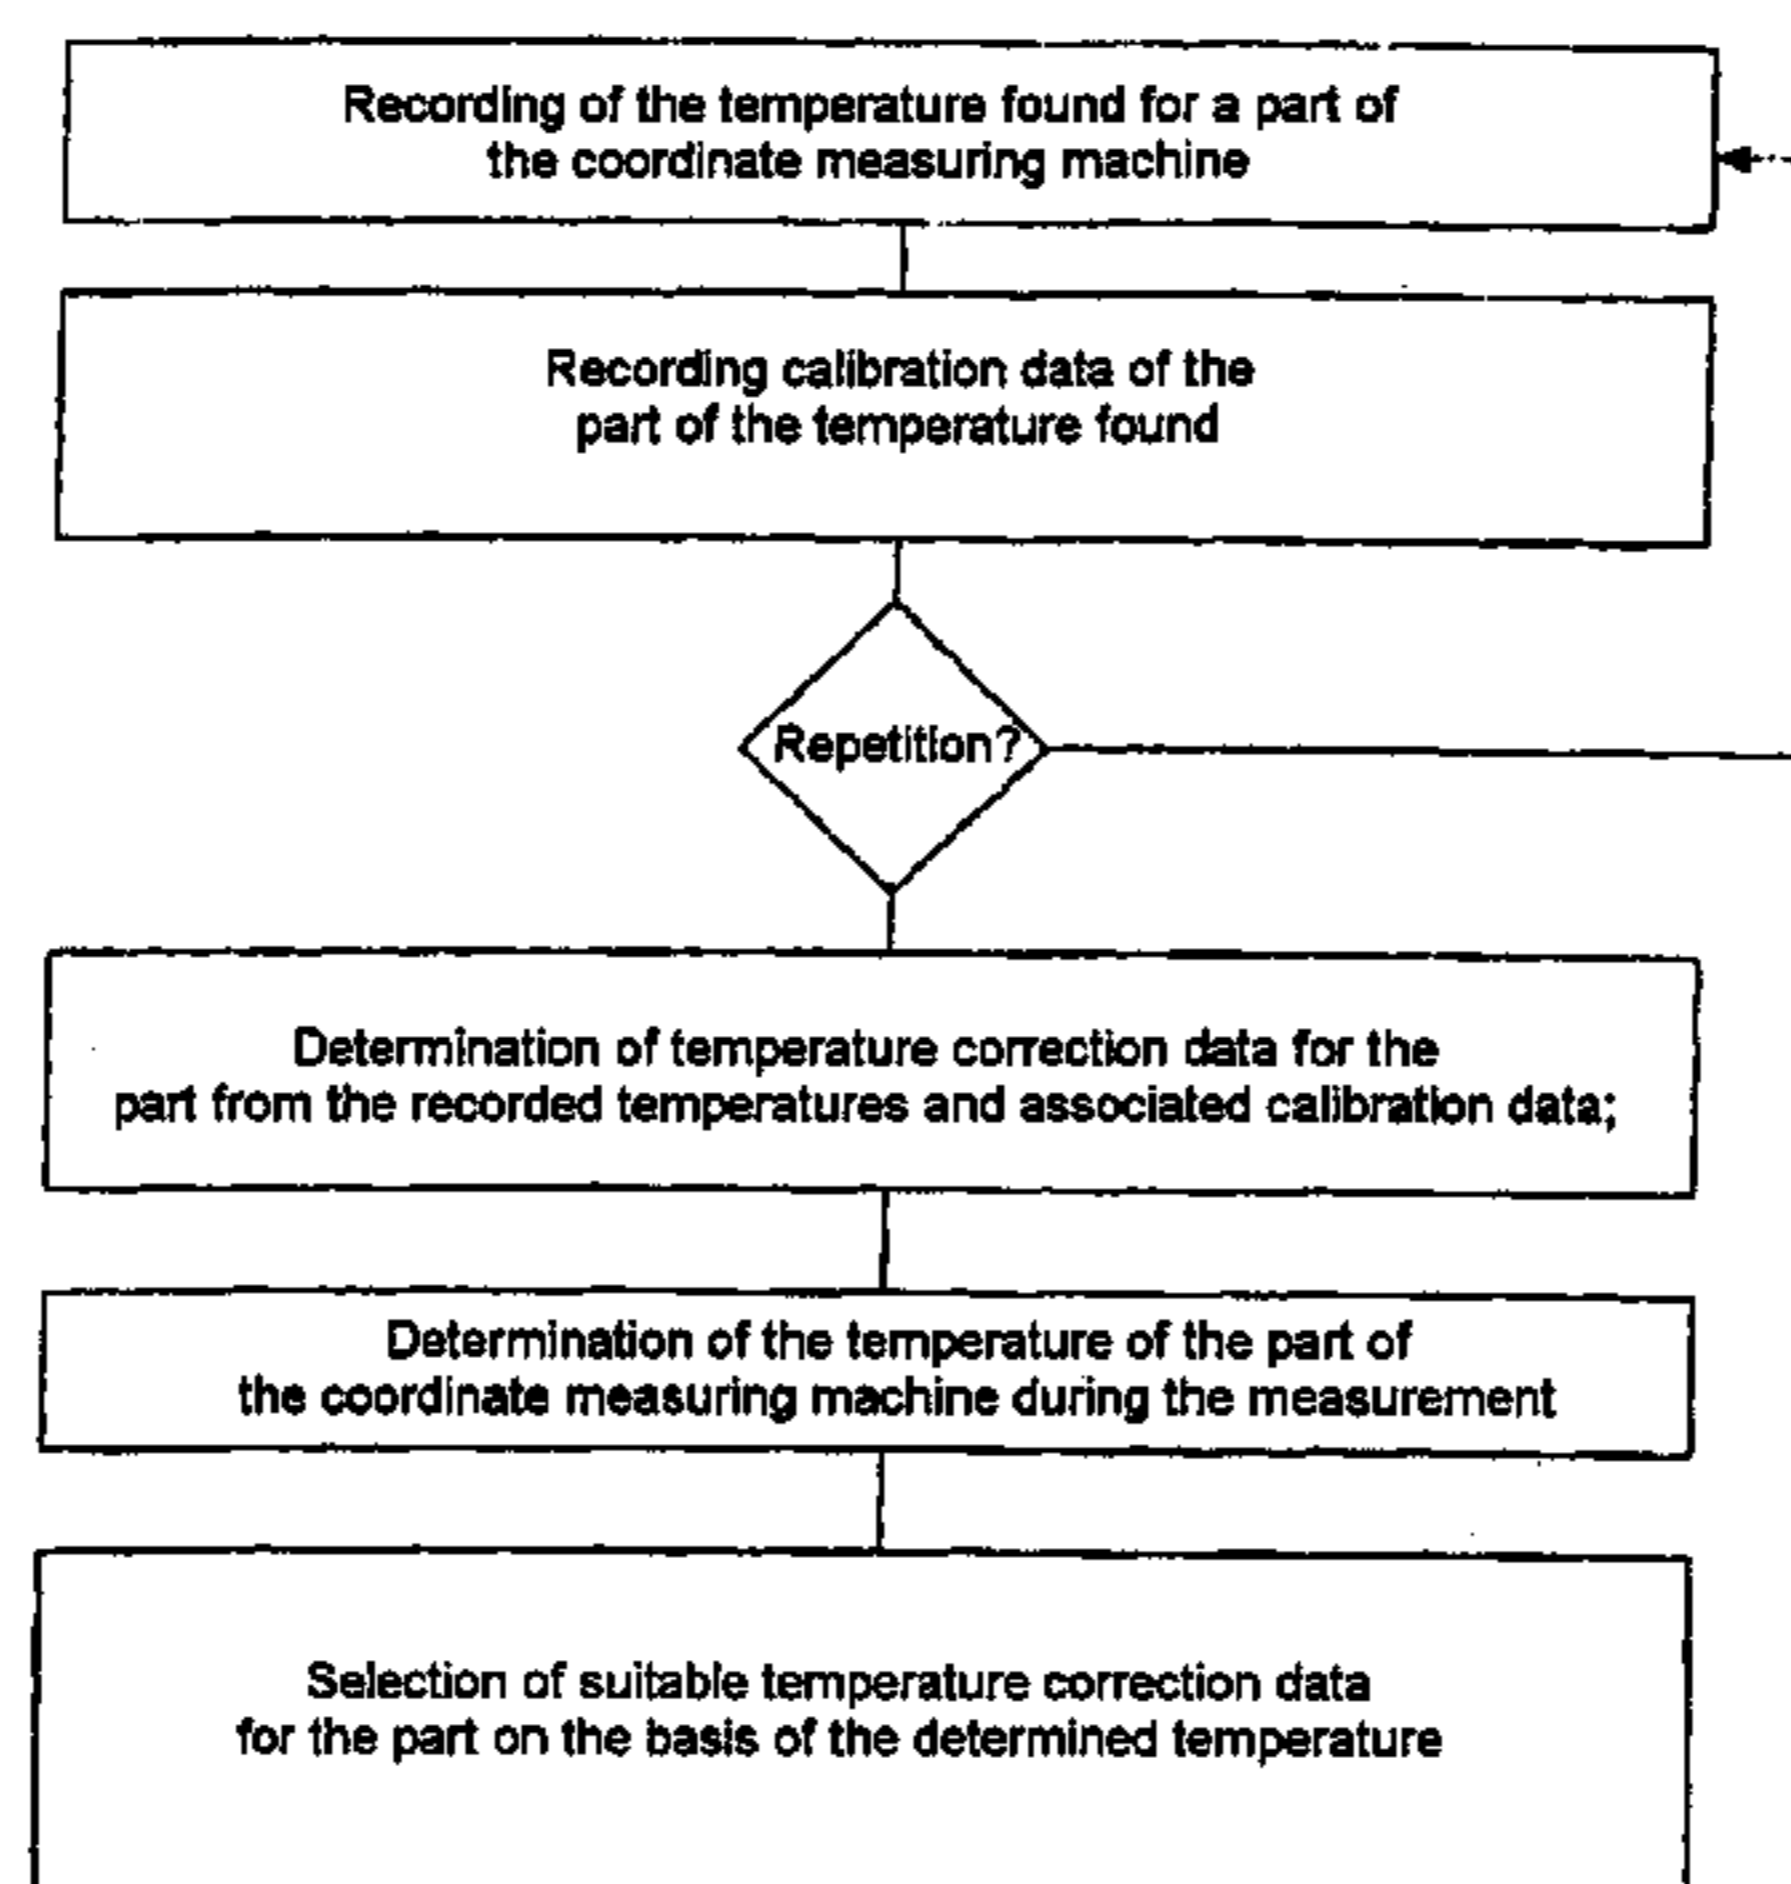 Recording of the temperature found for a part of
the coordinate measuring machine
Recording calibration data of the
part of the temperature found
Repetition?
Determination of temperature correction data for the
part from the recorded temperatures and associated calibration data;
Determination of the temperature of the part of
the coordinate measuring machine during the measurement
Selection of suitable temperature correction data
for the part on the basis of the determined temperature